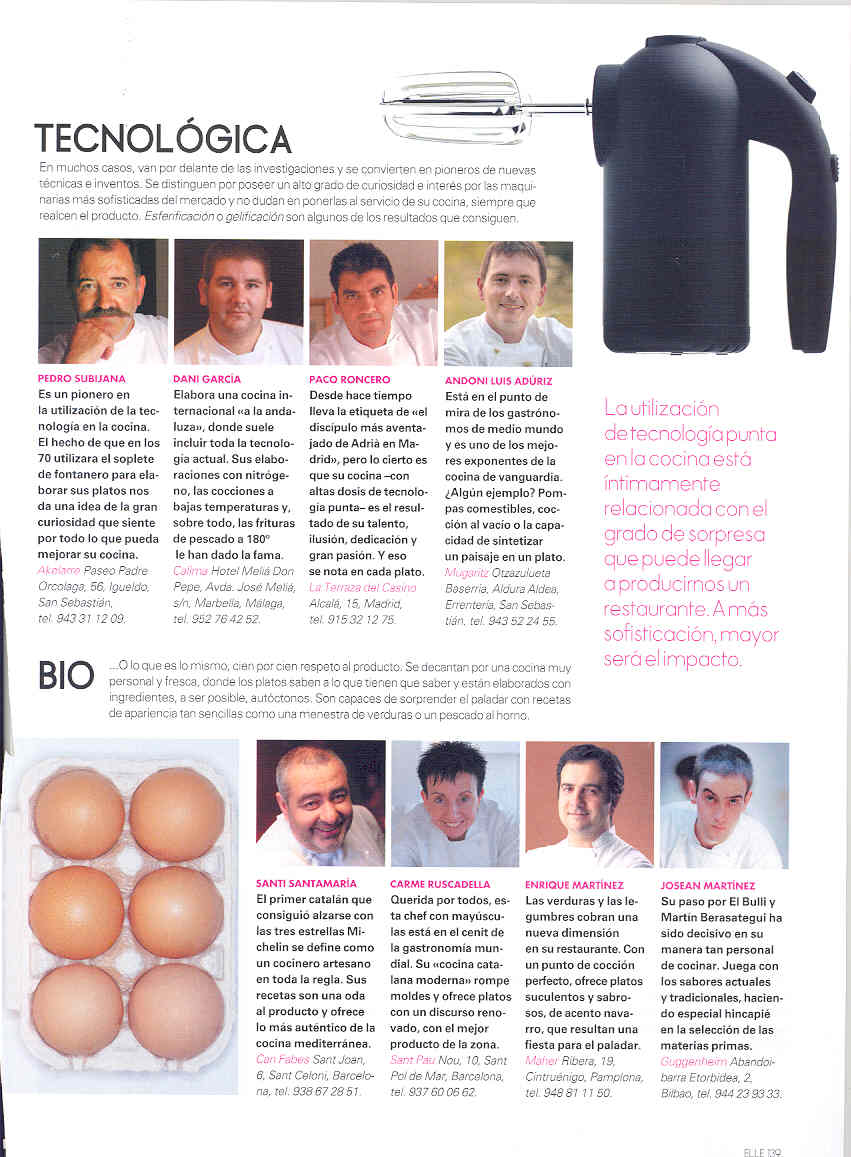 TECNOLÓGICA
En muchos casos, van por delante de las investigaciones y se convierten en pioneros de nuevas
técnicas e inventos. Se distinguen por poseer un alto grado de curiosidad e interés por las maqui-
narias más sofisticadas del mercado y no dudan en ponerlas al servicio de su cocina, siempre que
realcen el producto. Esferificación o gelificación son algunos de los resultados que consiguen.
PEDRO SUBIJANA
Es un pionero en
la utilización de la tec-
nología en la cocina.
El hecho de que en los
70 utilizara el soplete
de fontanero para ela-
borar sus platos nos
da una idea de la gran
curiosidad que siente
por todo lo que pueda
mejorar su cocina.
Akelarre Paseo Padre
Orcolaga, 56, Igueldo,
San Sebastián,
tel. 943 31 12 09.
DANI GARCÍA
Elabora una cocina in-
ternacional «a la anda-
luza», donde suele
incluir toda la tecnolo-
gía actual. Sus elabo-
raciones con nitróge-
no, las cocciones a
bajas temperaturas y,
sobre todo, las frituras
de pescado a 180º
le han dado la fama.
Calima Hotel Meliá Don
Pepe, Avda. José Meliá,
s/n, Marbella, Málaga,
tel. 952 76 42 52.
PACO RONCERO
Desde hace tiempo
lleva la etiqueta de «el
discípulo más aventa-
jado de Adrià en Ma-
drid», pero lo cierto es
que su cocina –con
altas dosis de tecnolo-
gía punta– es el resul-
tado de su talento,
ilusión, dedicación y
gran pasión. Y eso
se nota en cada plato.
La Terraza del Casino
Alcalá, 15, Madrid,
tel. 915 32 12 75.
ANDONI LUIS ADÚRIZ
Está en el punto de
mira de los gastróno-
mos de medio mundo
y es uno de los mejo-
res exponentes de la
cocina de vanguardia.
¿Algún ejemplo? Pom-
pas comestibles, coc-
ción al vacío o la capa-
cidad de sintetizar
un paisaje en un plato.
Mugaritz Otzazulueta
Baserria, Aldura Aldea,
Errenteria, San Sebas-
tián, tel. 943 52 24 55.
La utilización
de tecnología punta
en la cocina está
íntimamente
relacionada con el
grado de sorpresa
que puede llegar
a producirnos un
restaurante. A más
sofisticación, mayor
será el impacto.
BIO
...O lo que es lo mismo, cien por cien respeto al producto. Se decantan por una cocina muy
personal y fresca, donde los platos saben a lo que tienen que saber y están elaborados con
ingredientes, a ser posible, autóctonos. Son capaces de sorprender el paladar con recetas
de apariencia tan sencillas como una menestra de verduras o un pescado al horno.
SANTI SANTAMARÍA
El primer catalán que
consiguió alzarse con
las tres estrellas Mi-
chelin se define como
un cocinero artesano
en toda la regla. Sus
recetas son una oda
al producto y ofrece
lo más auténtico de la
cocina mediterránea.
Can Fabes Sant Joan,
6, Sant Celoni, Barcelo-
na, tel. 938 67 28 51.
CARME RUSCADELLA
Querida por todos, es-
ta chef con mayúscu-
las está en el cenit de
la gastronomía mun-
dial. Su «cocina cata-
lana moderna» rompe
moldes y ofrece platos
con un discurso reno-
vado, con el mejor
producto de la zona.
Sant Pau Nou, 10, Sant
Pol de Mar, Barcelona,
tel. 937 60 06 62.
ENRIQUE MARTÍNEZ
Las verduras y las le-
gumbres cobran una
nueva dimensión
en su restaurante. Con
un punto de cocción
perfecto, ofrece platos
suculentos y sabro-
sos, de acento nava-
rro, que resultan una
fiesta para el paladar.
Maher Ribera, 19,
Cintruénigo, Pamplona,
tel. 948 81 11 50.
JOSEAN MARTÍNEZ
Su paso por El Bulli y
Martín Berasategui ha
sido decisivo en su
manera tan personal
de cocinar. Juega con
los sabores actuales
y tradicionales, hacien-
do especial hincapié
en la selección de las
materias primas.
Guggenheim Abandoi-
barra Etorbidea, 2,
Bilbao, tel. 944 23 93 33.
ELLE 139